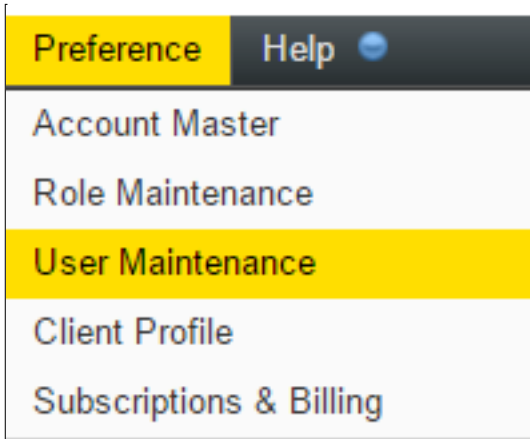 Preference Help
Account Master
Role Maintenance
User Maintenance
Client Profile
Subscriptions & Billing